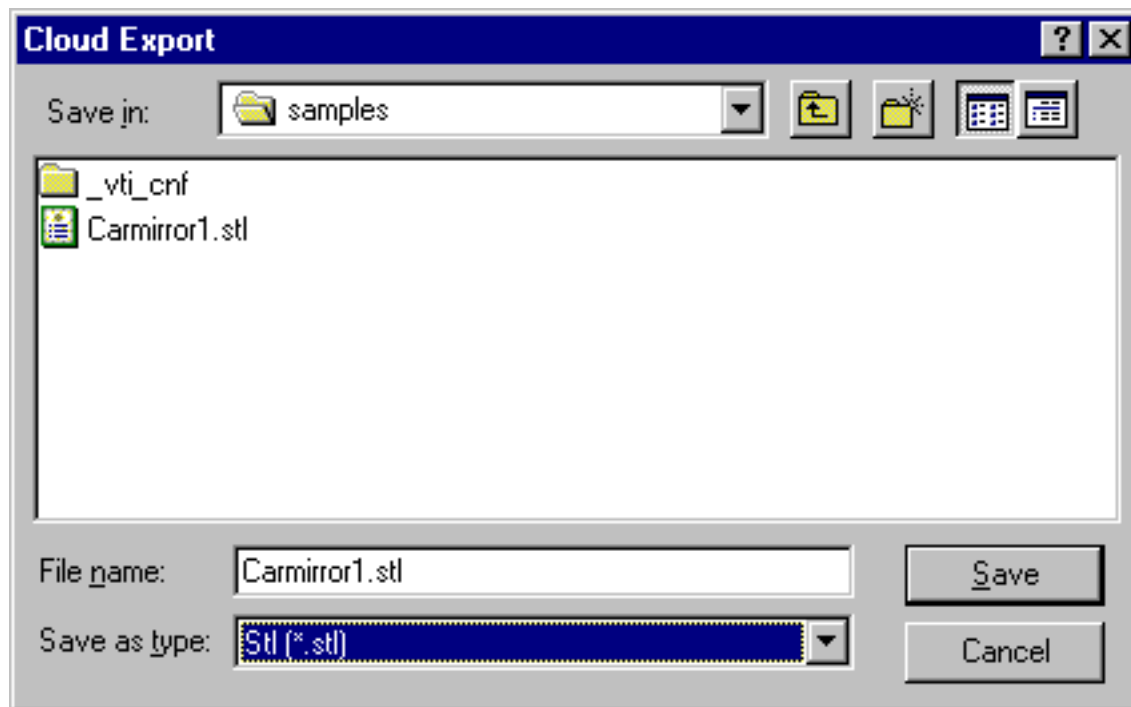 Cloud Export
Save in: samples
_vti_cnf
Carmirror1.stl
File name: Carmirror1.stl Save
Save as type: Stl (*.stl) Cancel